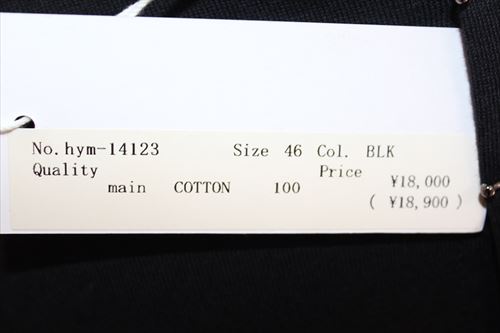 No. hym-14123 Size 46 Col. BLK
Quality Price
main COTTON 100 ¥18,000
( ¥18,900 )